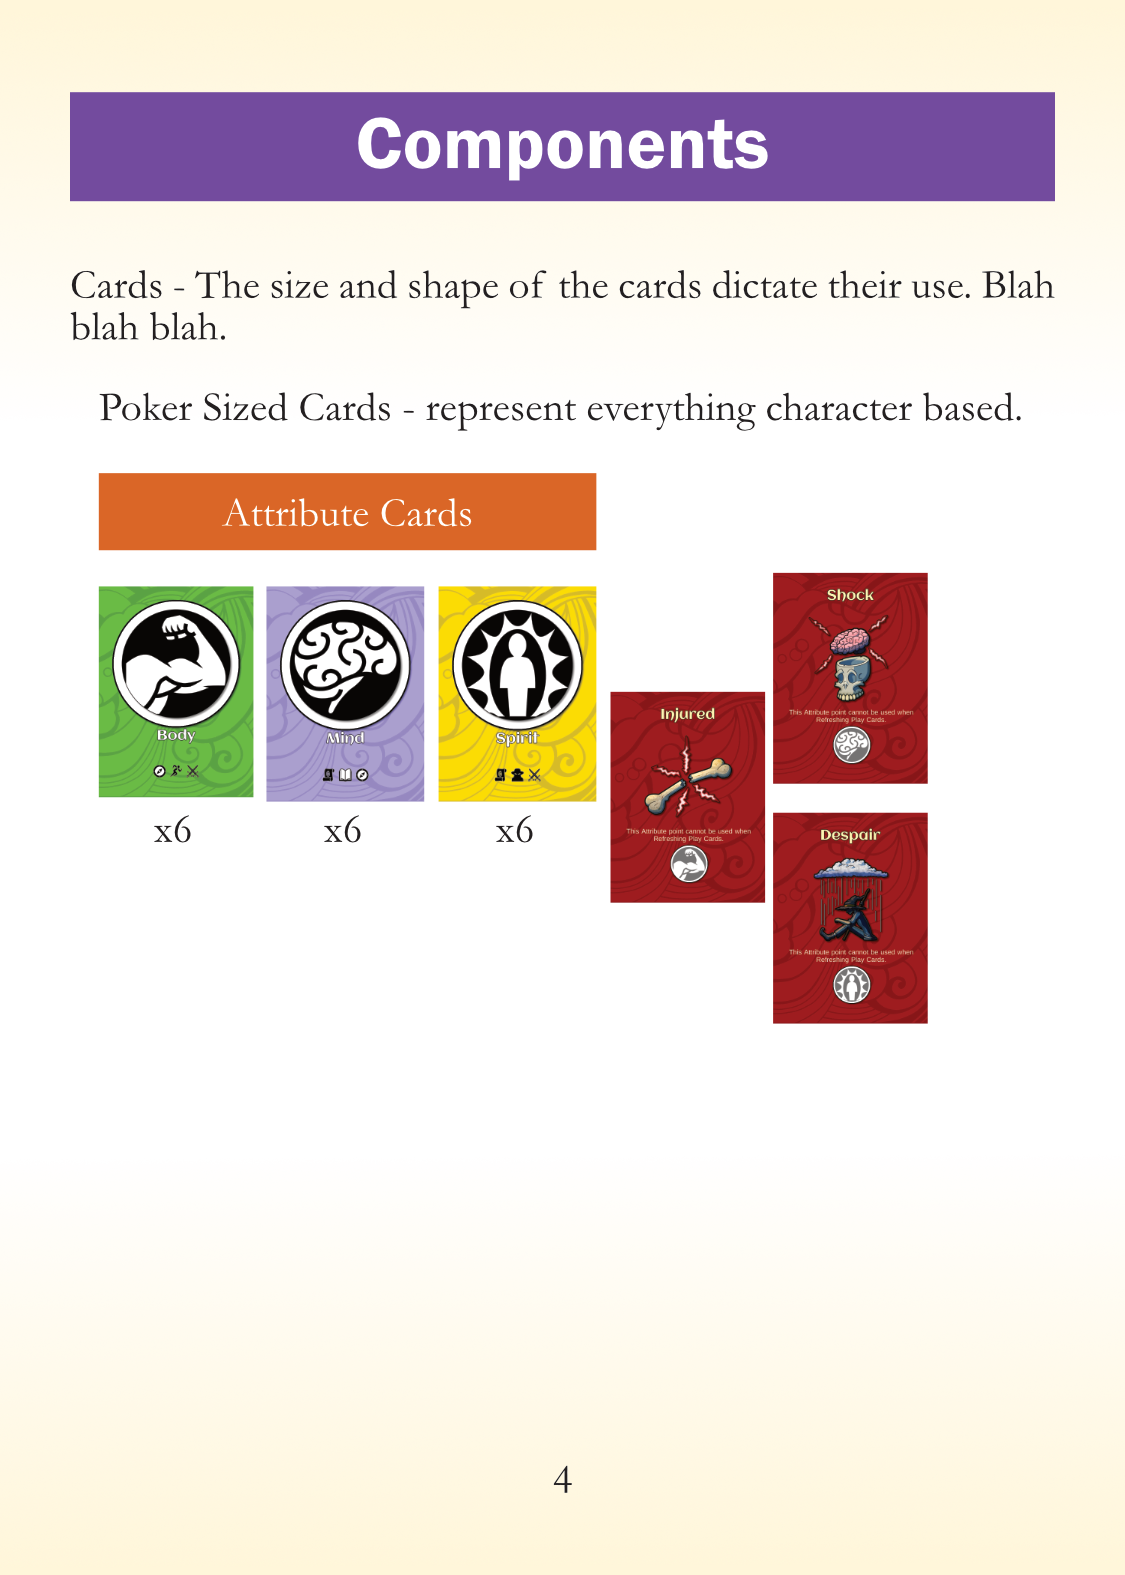 Components
Cards - The size and shape of the cards dictate their use. Blah
blah blah.
Poker Sized Cards - represent everything character based.
Attribute Cards
Body
x6
Mind
x6
Spirit
x6
Injured
This Attribute point cannot be used when
Refreshing Play Cards.
Shock
This Attribute point cannot be used when
Refreshing Play Cards.
Despair
This Attribute point cannot be used when
Refreshing Play Cards.
4